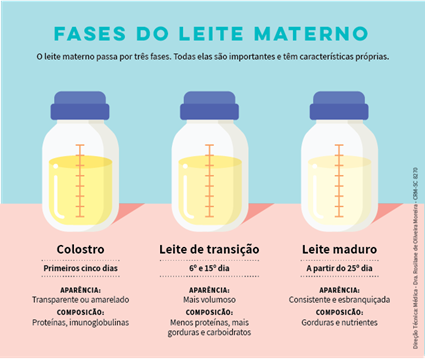 FASES DO LEITE MATERNO
O leite materno passa por três fases. Todas elas são importantes e têm características próprias.
Colostro
Primeiros cinco dias
APARÊNCIA:
Transparente ou amarelado
COMPOSIÇÃO:
Proteínas, imunoglobulinas
Leite de transição
6º e 15º dia
APARÊNCIA:
Mais volumoso
COMPOSIÇÃO:
Menos proteínas, mais
gorduras e carboidratos
Leite maduro
A partir do 25º dia
APARÊNCIA:
Consistente e esbranquiçada
COMPOSIÇÃO:
Gorduras e nutrientes
Direção Técnica: Médica - Dra. Rosilane de Oliveira Moreira - CRM-SC 8270